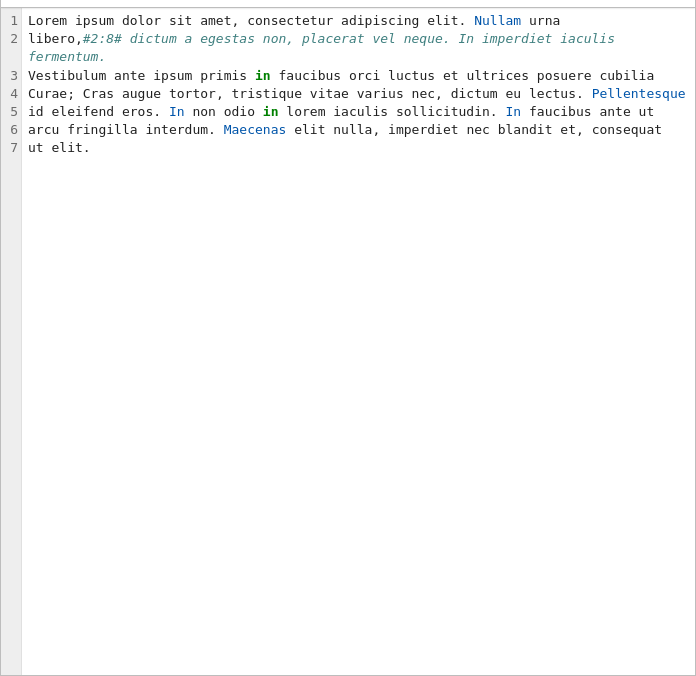 1 Lorem ipsum dolor sit amet, consectetur adipiscing elit. Nullam urna
2 libero,#2:8# dictum a egestas non, placerat vel neque. In imperdiet iaculis
fermentum.
3 Vestibulum ante ipsum primis in faucibus orci luctus et ultrices posuere cubilia
4 Curae; Cras augue tortor, tristique vitae varius nec, dictum eu lectus. Pellentesque
5 id eleifend eros. In non odio in lorem iaculis sollicitudin. In faucibus ante ut
6 arcu fringilla interdum. Maecenas elit nulla, imperdiet nec blandit et, consequat
7 ut elit.